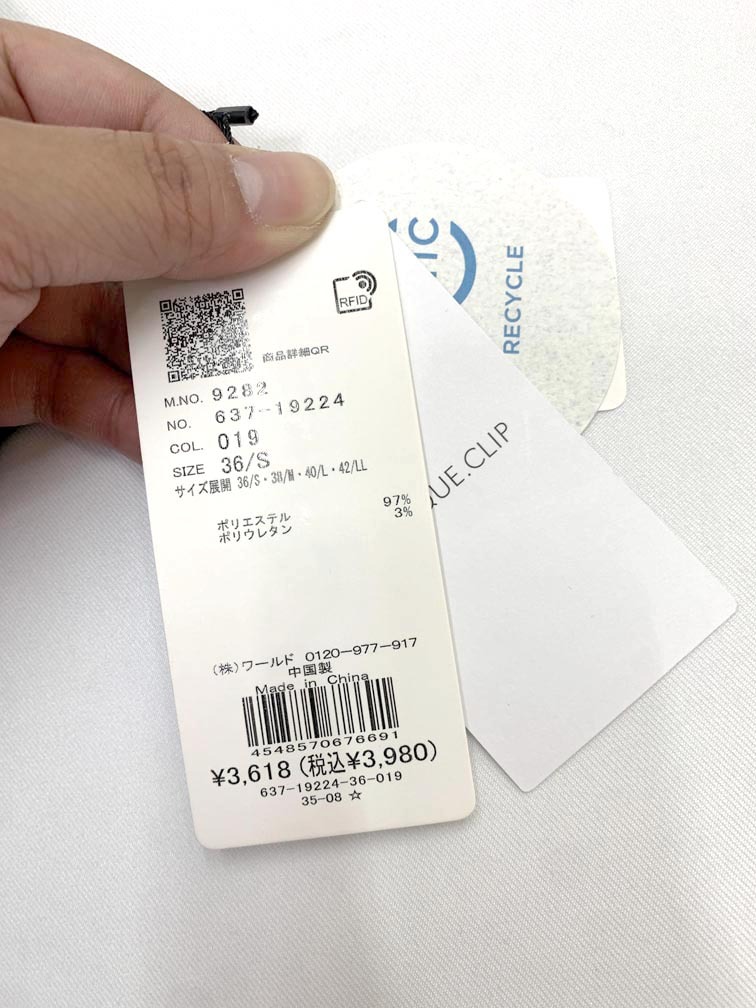 RFID
商品詳細QR
M.NO. 9282
NO. 637-19224
COL. 019
SIZE 36/S
サイズ展開 36/S・38/M・40/L・42/LL
ポリエステル 97%
ポリウレタン 3%
(株)ワールド 0120-977-917
中国製
Made in China
4548570676691
¥3,618 (税込¥3,980)
637-19224-36-019
35-08 ☆
RECYCLE
QUE.CLIP